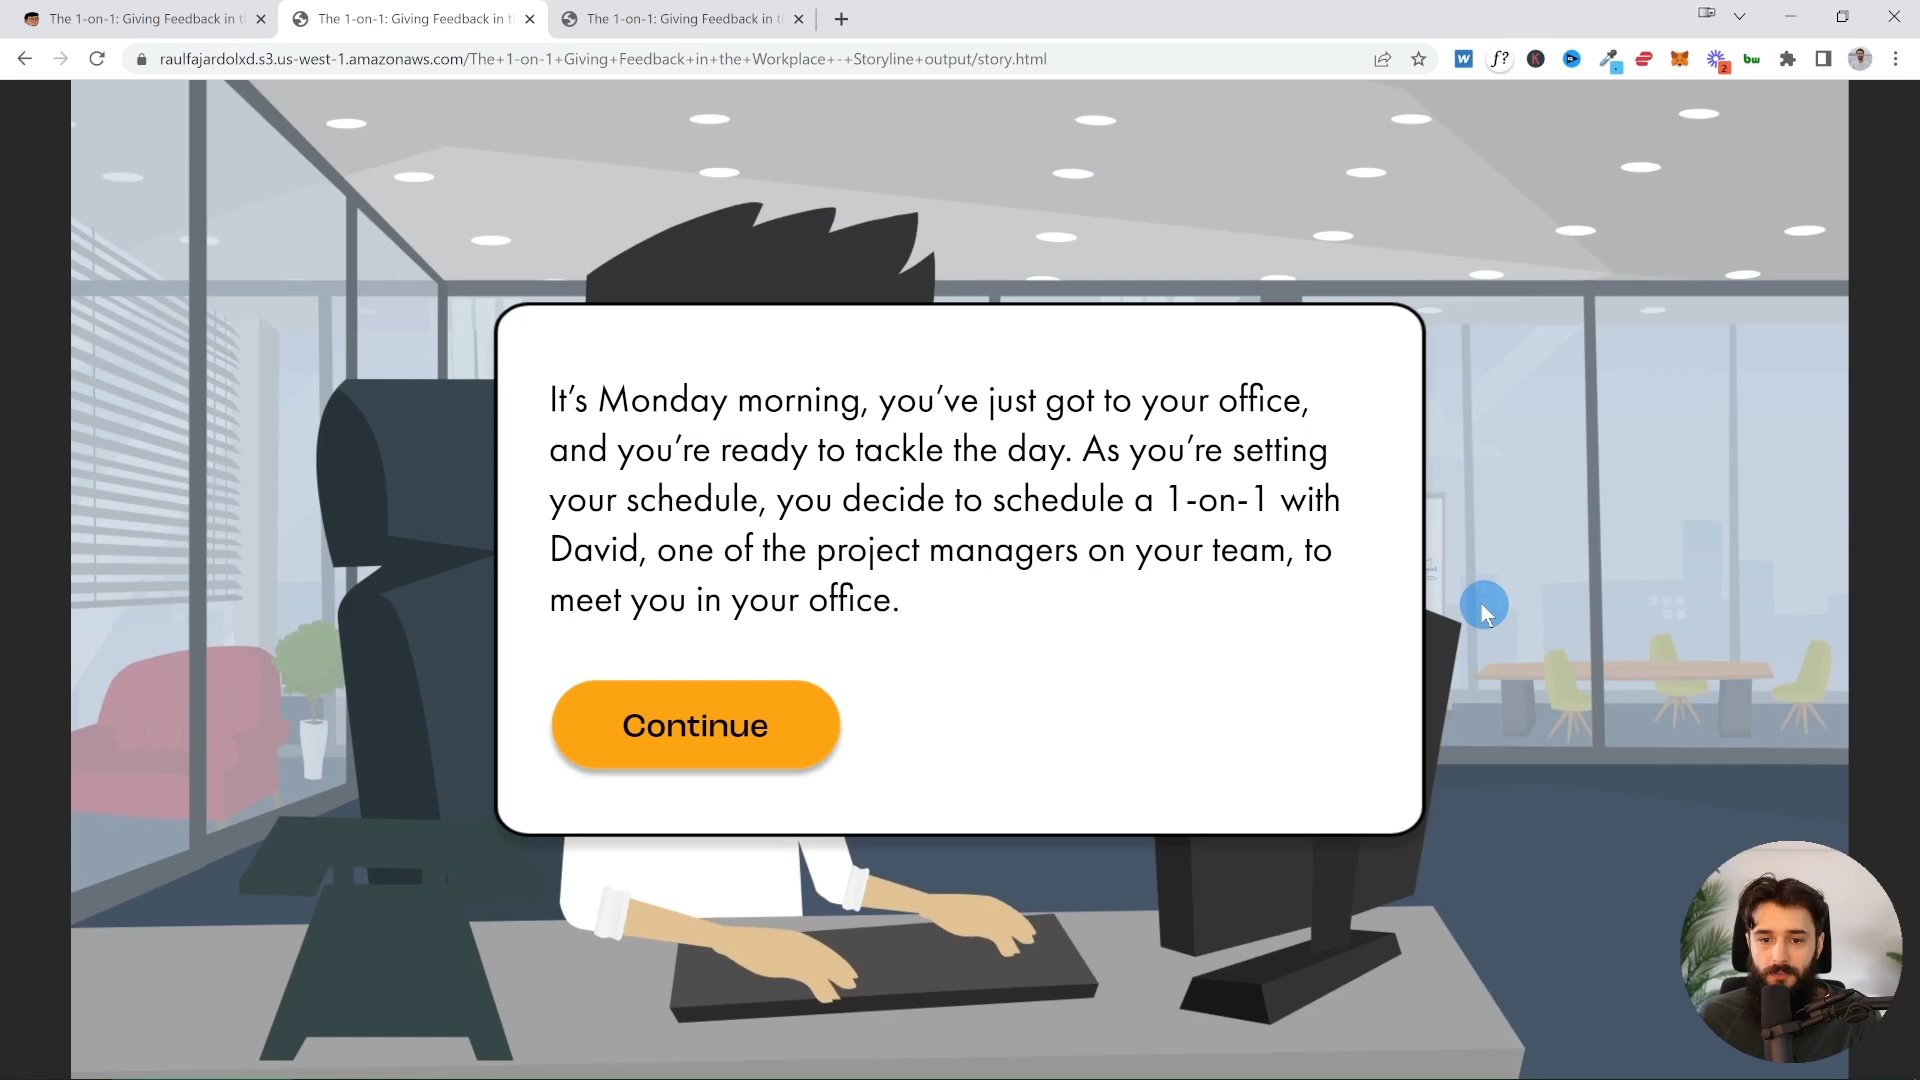 The 1-on-1: Giving Feedback in t
The 1-on-1: Giving Feedback in t
The 1-on-1: Giving Feedback in t
raulfajardolxd.s3.us-west-1.amazonaws.com/The+1-on-1+Giving+Feedback+in+the+Workplace+-+Storyline+output/story.html
W
f?
K
2
bw
It’s Monday morning, you’ve just got to your office,
and you’re ready to tackle the day. As you’re setting
your schedule, you decide to schedule a 1-on-1 with
David, one of the project managers on your team, to
meet you in your office.
Continue